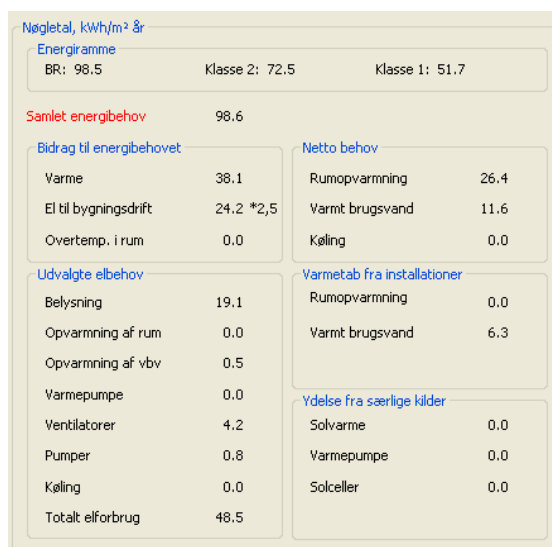 Nøgletal, kWh/m² år
Energiramme
BR: 98.5 Klasse 2: 72.5 Klasse 1: 51.7
Samlet energibehov 98.6
Bidrag til energibehovet
Varme 38.1
El til bygningsdrift 24.2 *2,5
Overtemp. i rum 0.0
Netto behov
Rumopvarmning 26.4
Varmt brugsvand 11.6
Køling 0.0
Udvalgte elbehov
Belysning 19.1
Opvarmning af rum 0.0
Opvarmning af vbv 0.5
Varmepumpe 0.0
Ventilatorer 4.2
Pumper 0.8
Køling 0.0
Totalt elforbrug 48.5
Varmetab fra installationer
Rumopvarmning 0.0
Varmt brugsvand 6.3
Ydelse fra særlige kilder
Solvarme 0.0
Varmepumpe 0.0
Solceller 0.0